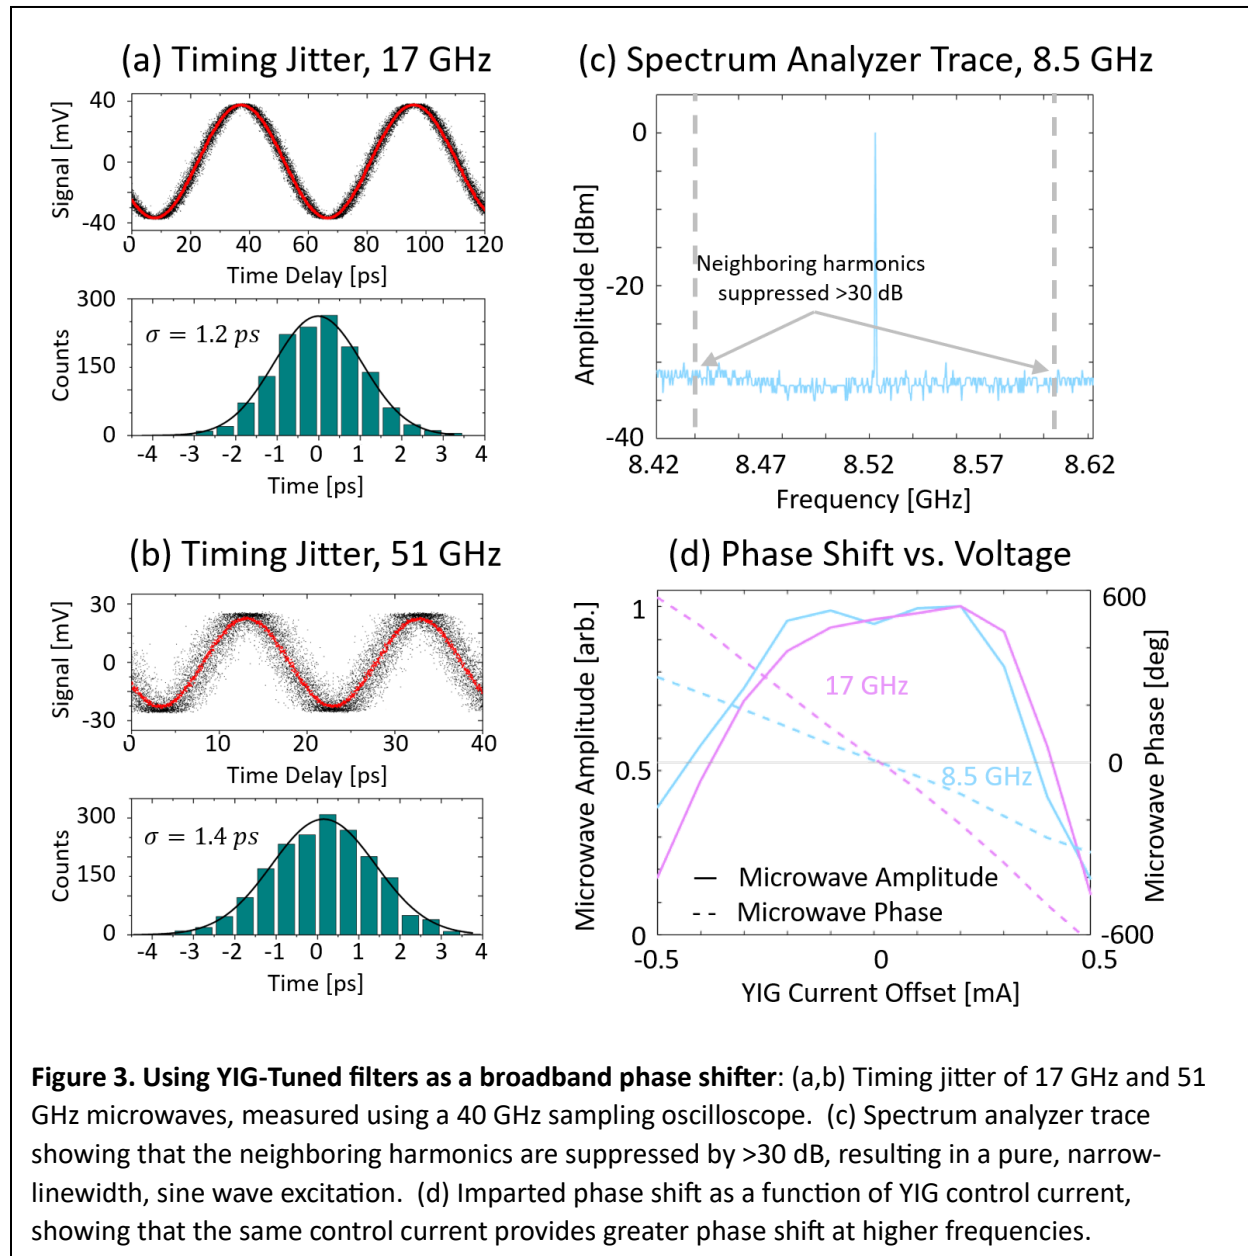 (a) Timing Jitter, 17 GHz
40
0
-40
Signal [mV]
0 20 40 60 80 100 120
Time Delay [ps]
300
150
0
Counts
σ = 1.2 ps
-4 -3 -2 -1 0 1 2 3 4
Time [ps]
(c) Spectrum Analyzer Trace, 8.5 GHz
0
-20
-40
Amplitude [dBm]
Neighboring harmonics
suppressed >30 dB
8.42 8.47 8.52 8.57 8.62
Frequency [GHz]
(b) Timing Jitter, 51 GHz
30
0
-30
Signal [mV]
0 10 20 30 40
Time Delay [ps]
300
150
0
Counts
σ = 1.4 ps
-4 -3 -2 -1 0 1 2 3 4
Time [ps]
(d) Phase Shift vs. Voltage
1
0.5
0
Microwave Amplitude [arb.]
600
0
-600
Microwave Phase [deg]
17 GHz
8.5 GHz
Microwave Amplitude
Microwave Phase
-0.5 0 0.5
YIG Current Offset [mA]
Figure 3. Using YIG-Tuned filters as a broadband phase shifter: (a,b) Timing jitter of 17 GHz and 51
GHz microwaves, measured using a 40 GHz sampling oscilloscope. (c) Spectrum analyzer trace
showing that the neighboring harmonics are suppressed by >30 dB, resulting in a pure, narrow-
linewidth, sine wave excitation. (d) Imparted phase shift as a function of YIG control current,
showing that the same control current provides greater phase shift at higher frequencies.